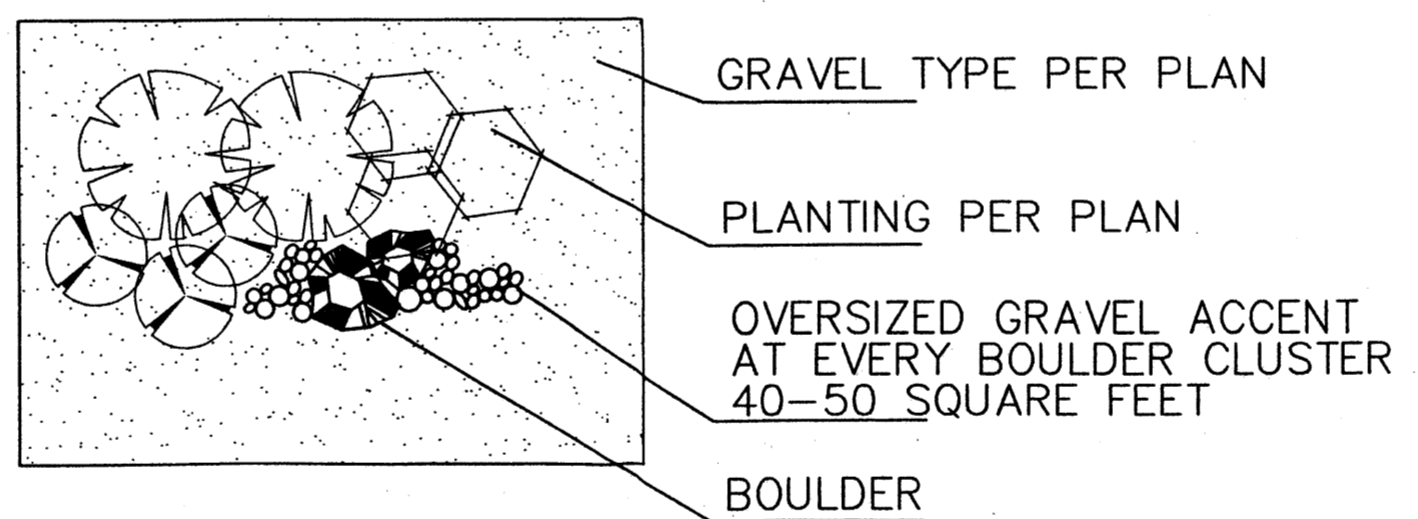 GRAVEL TYPE PER PLAN
PLANTING PER PLAN
OVERSIZED GRAVEL ACCENT
AT EVERY BOULDER CLUSTER
40-50 SQUARE FEET
BOULDER